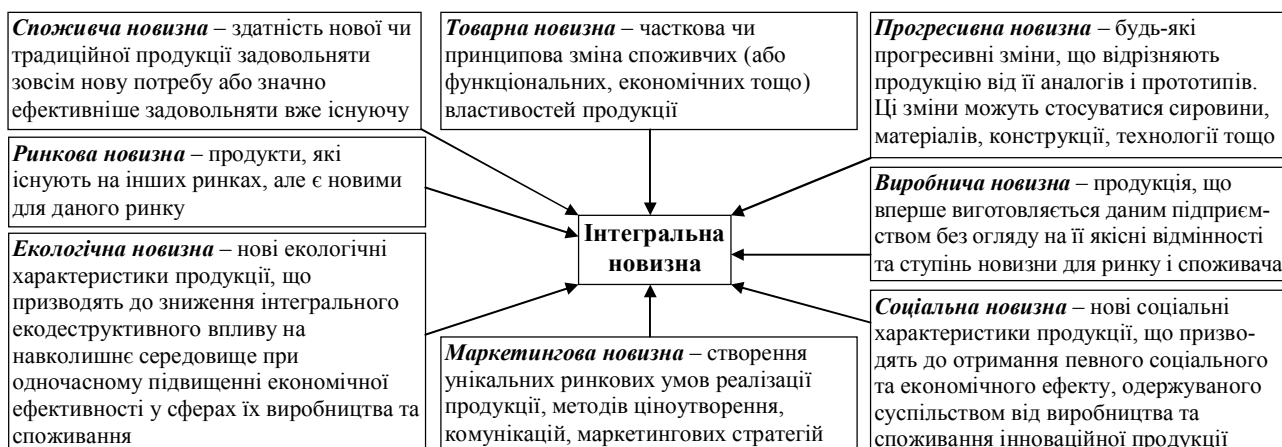 Споживча новизна – здатність нової чи
традиційної продукції задовольняти
зовсім нову потребу або значно
ефективніше задовольняти вже існуючу
Товарна новизна – часткова чи
принципова зміна споживчих (або
функціональних, економічних тощо)
властивостей продукції
Прогресивна новизна – будь-які
прогресивні зміни, що відрізняють
продукцію від її аналогів і прототипів.
Ці зміни можуть стосуватися сировини,
матеріалів, конструкції, технології тощо
Ринкова новизна – продукти, які
існують на інших ринках, але є новими
для даного ринку
Інтегральна
новизна
Виробнича новизна – продукція, що
вперше виготовляється даним підприєм-
ством без огляду на її якісні відмінності
та ступінь новизни для ринку і споживача
Екологічна новизна – нові екологічні
характеристики продукції, що
призводять до зниження інтегрального
екодеструктивного впливу на
навколишнє середовище при
одночасному підвищенні економічної
ефективності у сферах їх виробництва та
споживання
Маркетингова новизна – створення
унікальних ринкових умов реалізації
продукції, методів ціноутворення,
комунікацій, маркетингових стратегій
Соціальна новизна – нові соціальні
характеристики продукції, що призво-
дять до отримання певного соціального
та економічного ефекту, одержуваного
суспільством від виробництва та
споживання інноваційної продукції